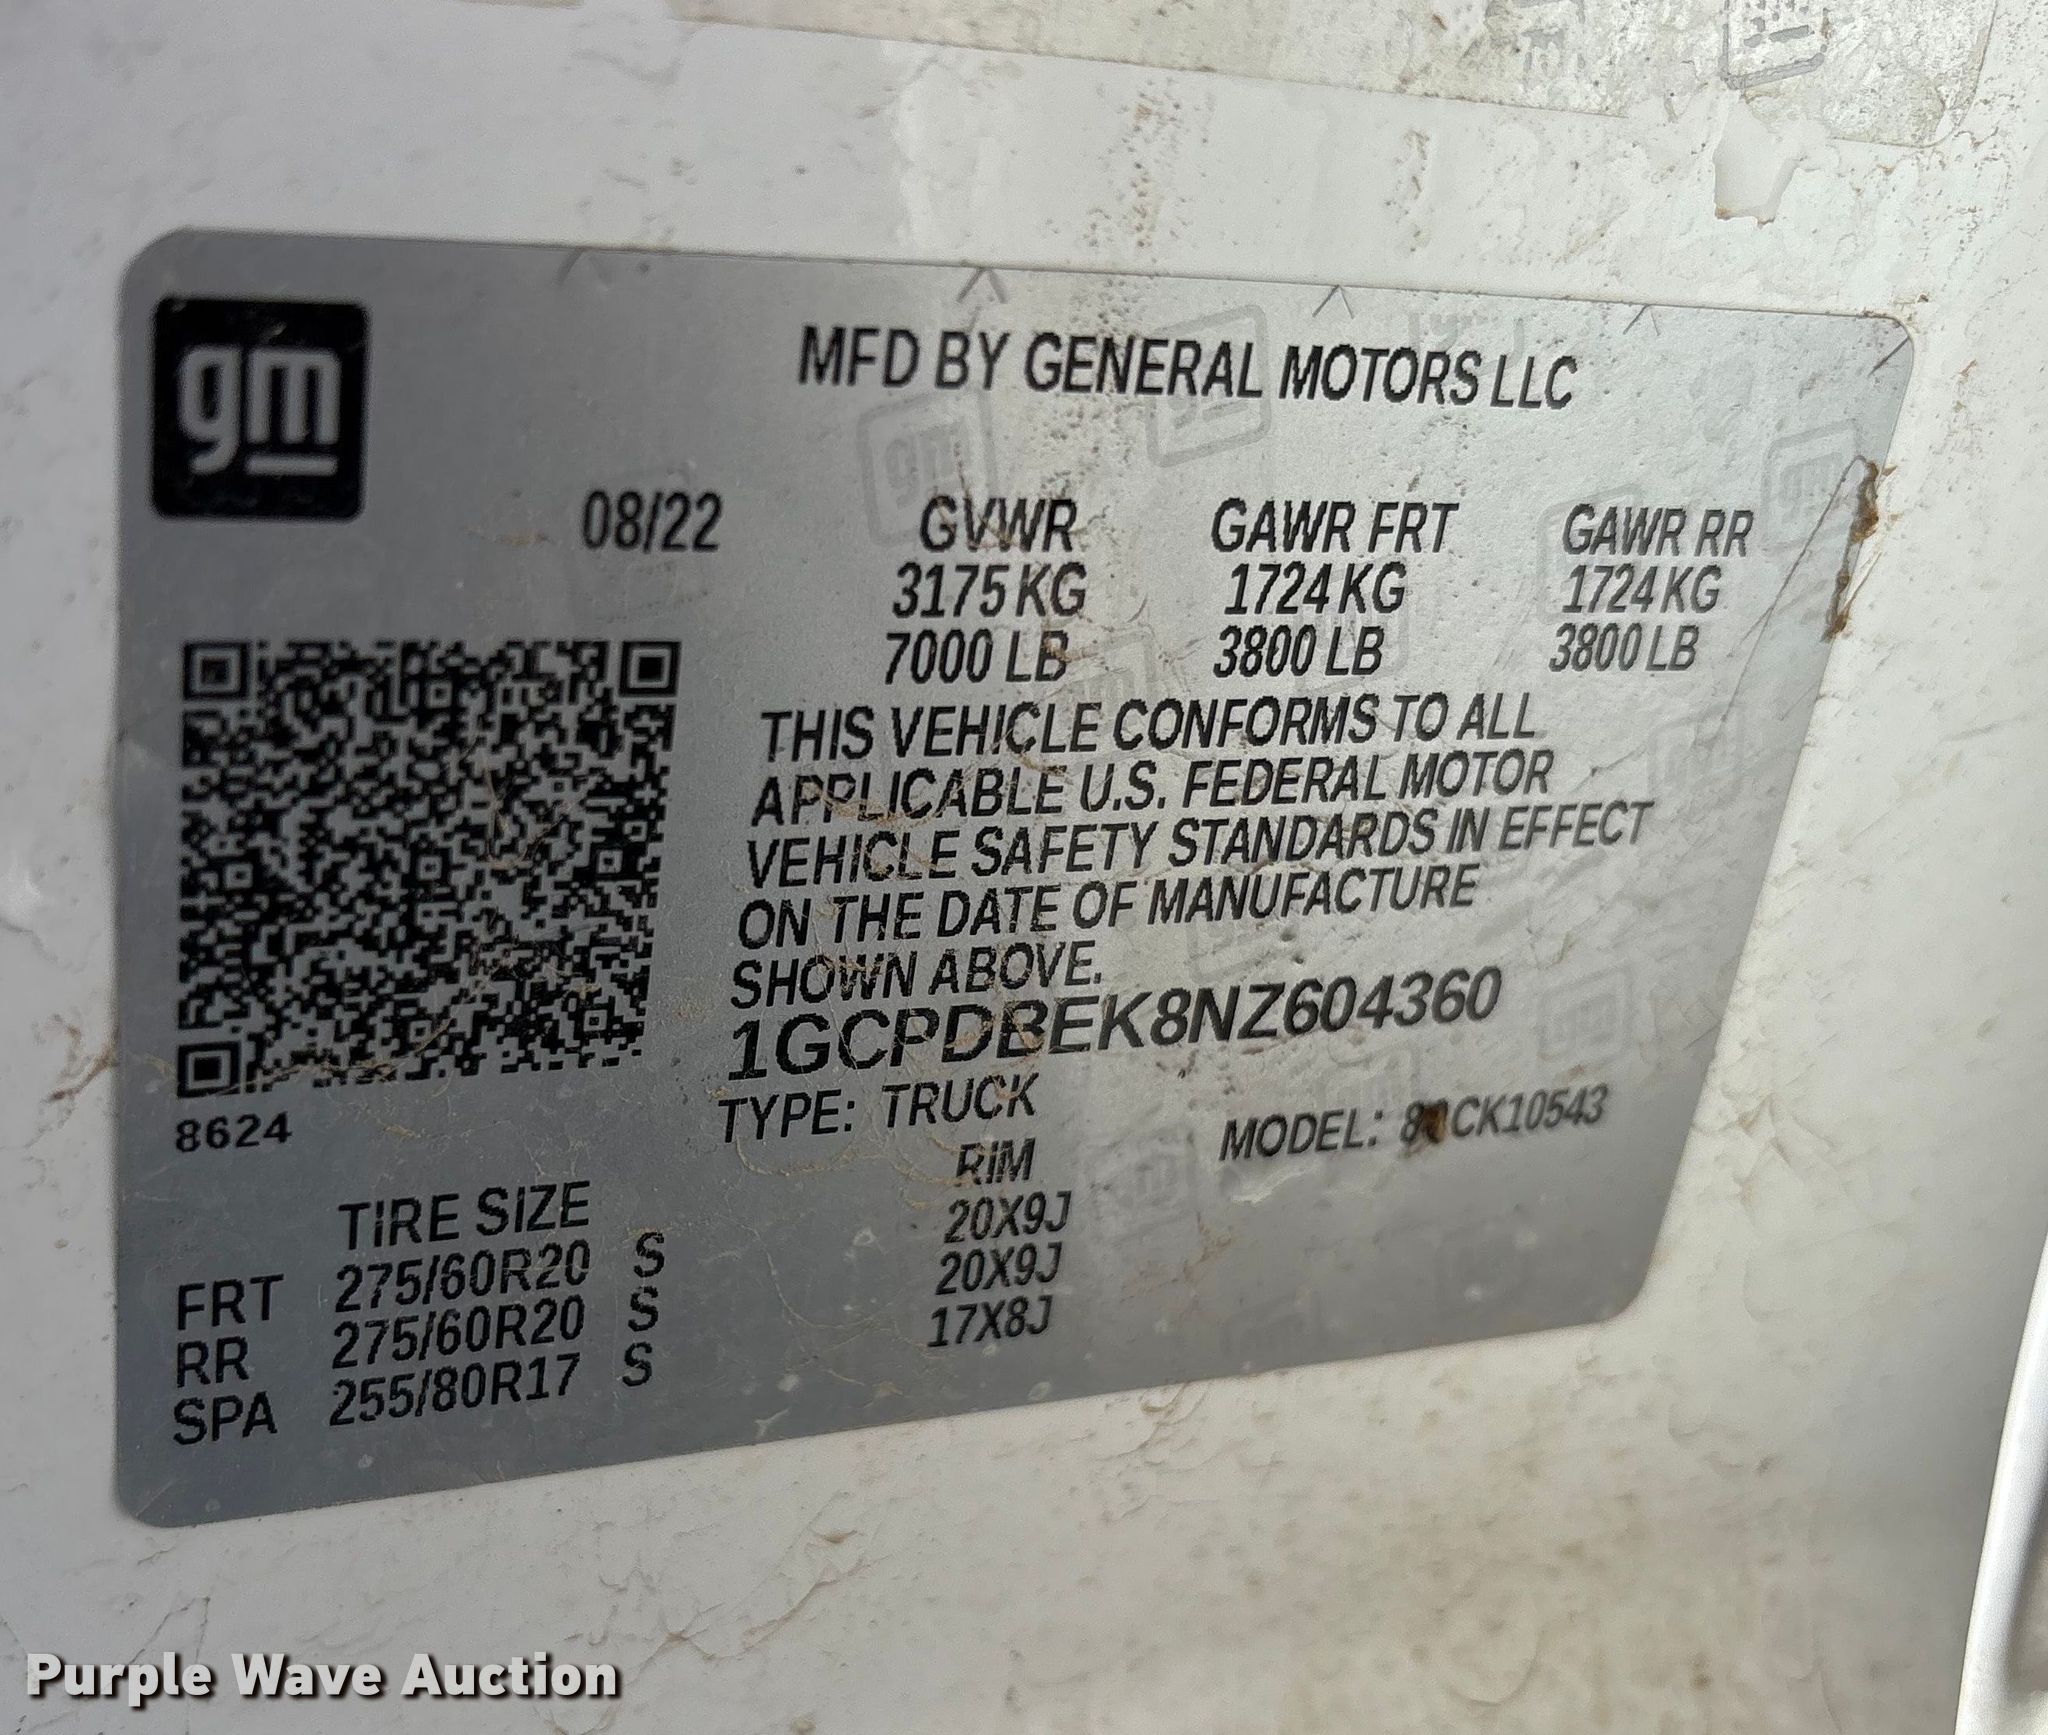 gm
MFD BY GENERAL MOTORS LLC
08/22 GVWR GAWR FRT GAWR RR
3175 KG 1724 KG 1724 KG
7000 LB 3800 LB 3800 LB
THIS VEHICLE CONFORMS TO ALL
APPLICABLE U.S. FEDERAL MOTOR
VEHICLE SAFETY STANDARDS IN EFFECT
ON THE DATE OF MANUFACTURE
SHOWN ABOVE.
1GCPDBEK8NZ604360
TYPE: TRUCK MODEL:
8624
TIRE SIZE RIM
FRT 275/60R20 S 20X9J
RR 275/60R20 S 20X9J
SPA 255/80R17 S 17X8J
Purple Wave Auction